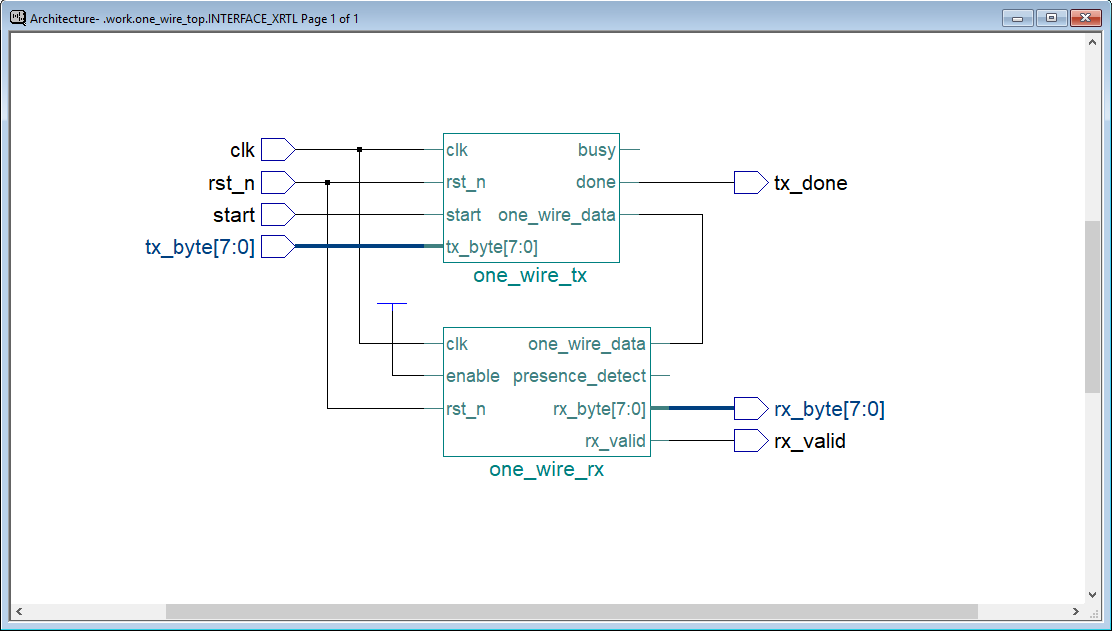 Architecture- .work.one_wire_top.INTERFACE_XRTL Page 1 of 1
clk
rst_n
start
tx_byte[7:0]
clk busy
rst_n done
start one_wire_data
tx_byte[7:0]
one_wire_tx
tx_done
clk one_wire_data
enable presence_detect
rst_n rx_byte[7:0]
rx_valid
one_wire_rx
rx_byte[7:0]
rx_valid